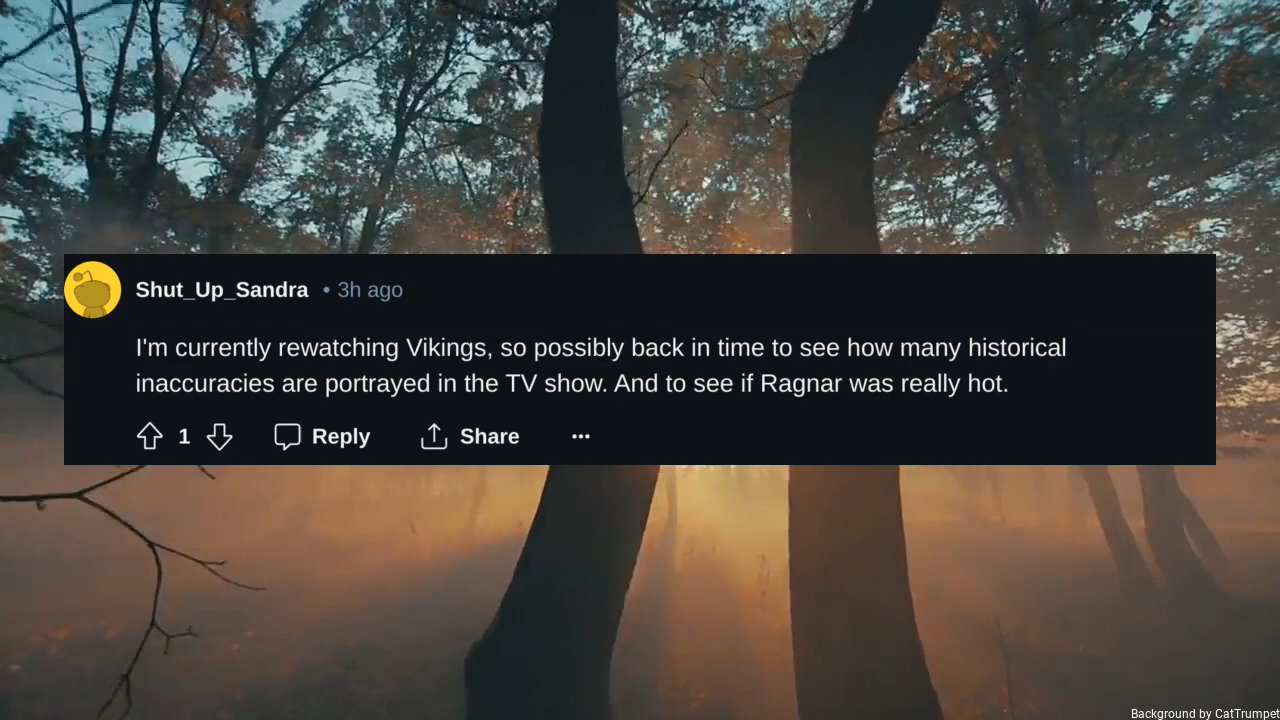 Shut_Up_Sandra • 3h ago
I'm currently rewatching Vikings, so possibly back in time to see how many historical
inaccuracies are portrayed in the TV show. And to see if Ragnar was really hot.
1 Reply Share ...
Background by CatTrumpet